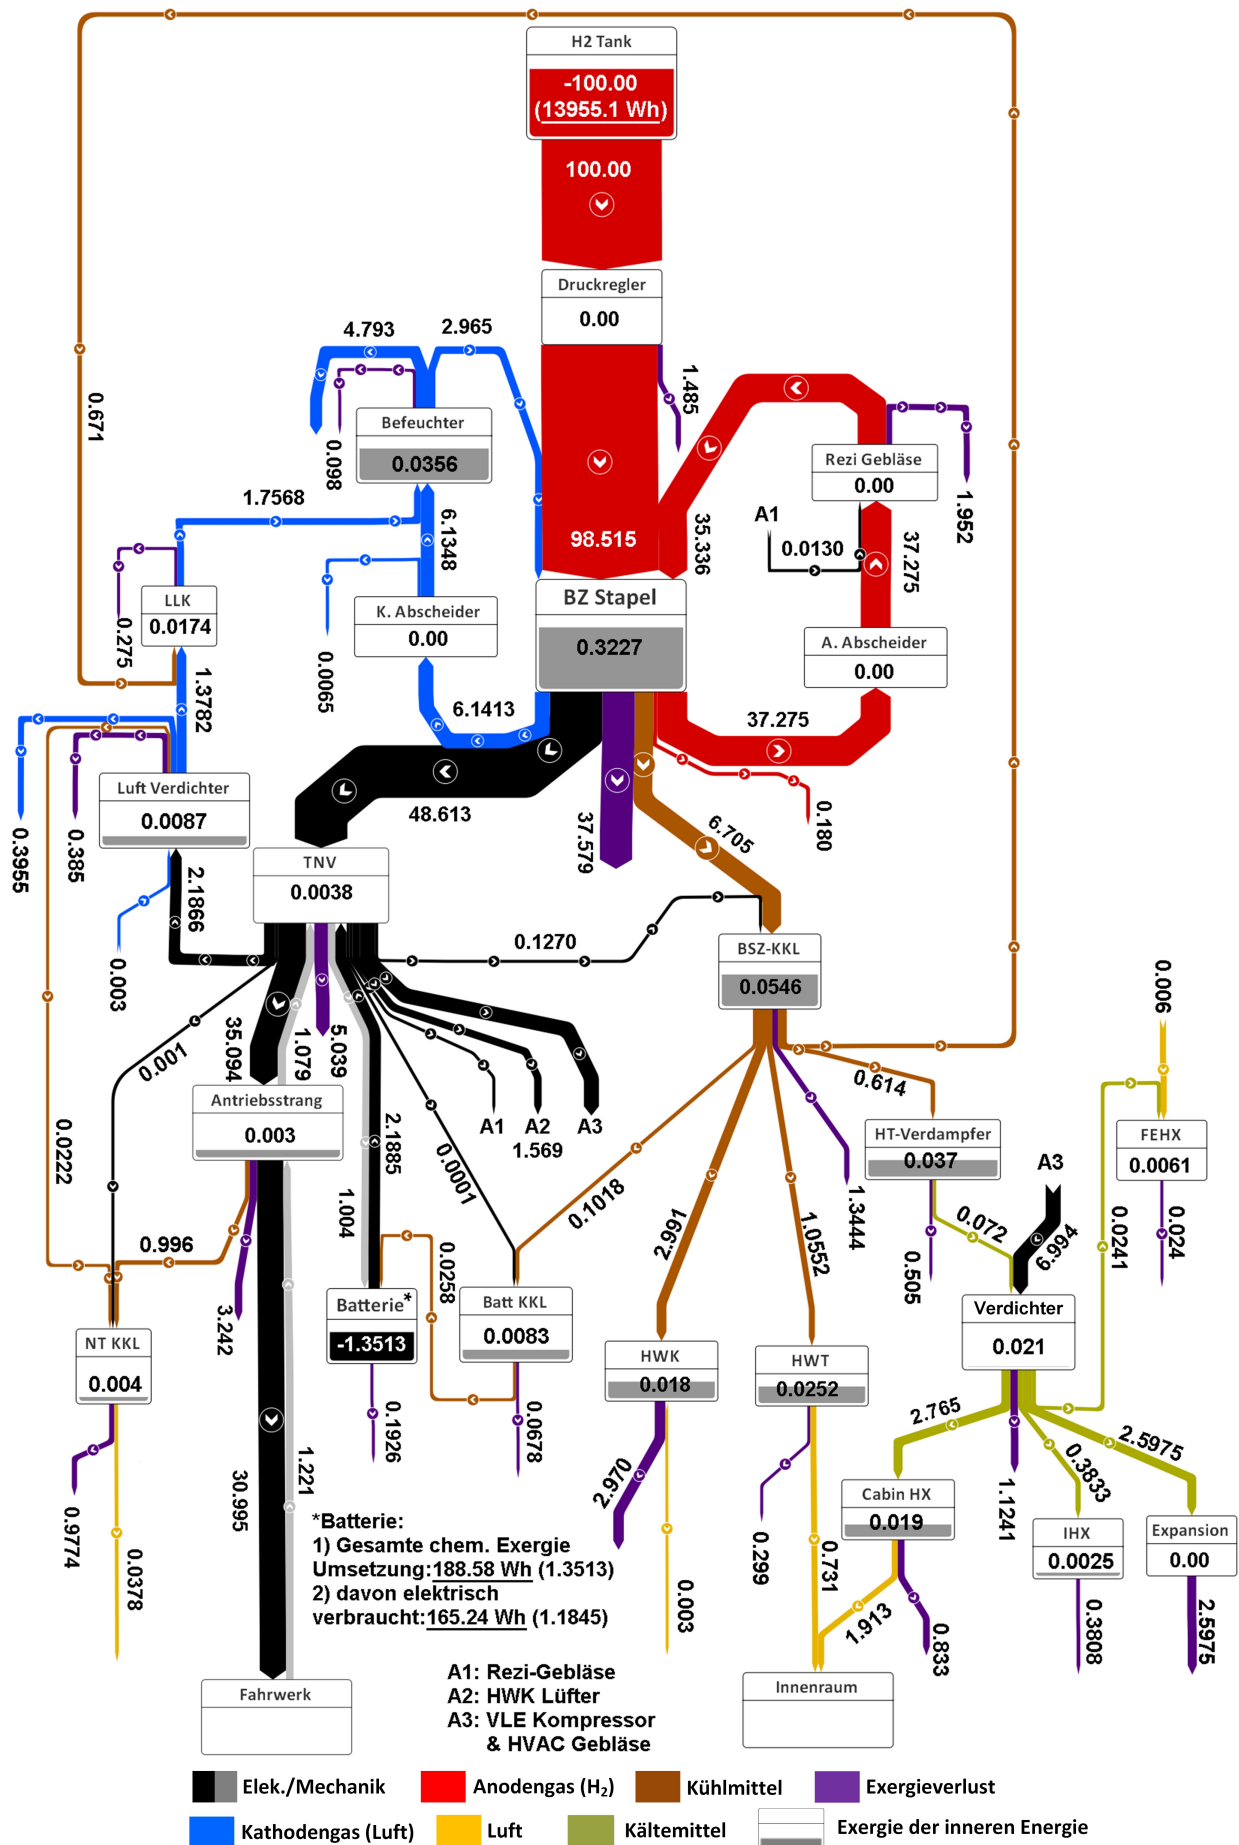 H2 Tank
-100.00
(13955.1 Wh)
100.00
Druckregler
0.00
4.793
2.965
1.485
0.671
Befeuchter
0.0356
0.098
Rezi Gebläse
0.00
1.952
1.7568
6.1348
98.515
35.336
A1
0.0130
37.275
LLK
0.0174
0.275
K. Abscheider
0.00
0.0065
BZ Stapel
0.3227
A. Abscheider
0.00
1.3782
6.1413
37.275
Luft Verdichter
0.0087
0.3955
0.385
48.613
37.579
6.705
0.180
TNV
0.0038
2.1866
0.003
0.1270
BSZ-KKL
0.0546
0.006
0.001
35.094
1.079
5.039
0.614
Antriebsstrang
0.003
2.1885
A1
A2
A3
1.569
HT-Verdampfer
0.037
FEHX
0.0061
0.0222
0.0001
0.1018
1.3444
A3
0.996
1.004
0.0258
2.991
1.0552
0.505
0.072
6.994
0.0241
0.024
3.242
Batterie*
-1.3513
Batt KKL
0.0083
Verdichter
0.021
NT KKL
0.004
HWK
0.018
HWT
0.0252
0.1926
0.0678
2.765
2.5975
0.3833
0.9774
0.0378
30.995
1.221
2.970
0.003
0.299
0.731
Cabin HX
0.019
1.1241
IHX
0.0025
Expansion
0.00
1.913
0.833
0.3808
2.5975
*Batterie:
1) Gesamte chem. Exergie
Umsetzung:188.58 Wh (1.3513)
2) davon elektrisch
verbraucht:165.24 Wh (1.1845)
Fahrwerk
A1: Rezi-Gebläse
A2: HWK Lüfter
A3: VLE Kompressor
& HVAC Gebläse
Innenraum
Elek./Mechanik
Anodengas (H₂)
Kühlmittel
Exergieverlust
Kathodengas (Luft)
Luft
Kältemittel
Exergie der inneren Energie